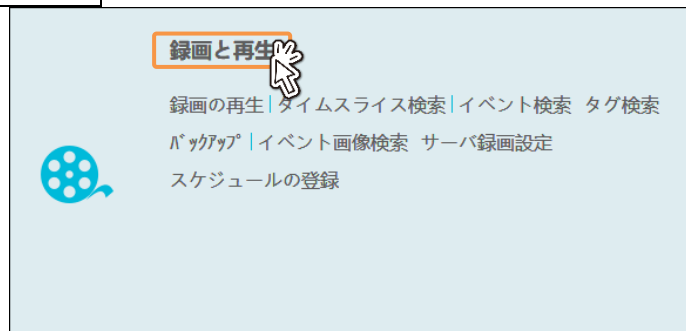 録画と再生
録画の再生|タイムスライス検索|イベント検索 タグ検索
ﾊﾞｯｸｱｯﾌﾟ|イベント画像検索 サーバ録画設定
スケジュールの登録